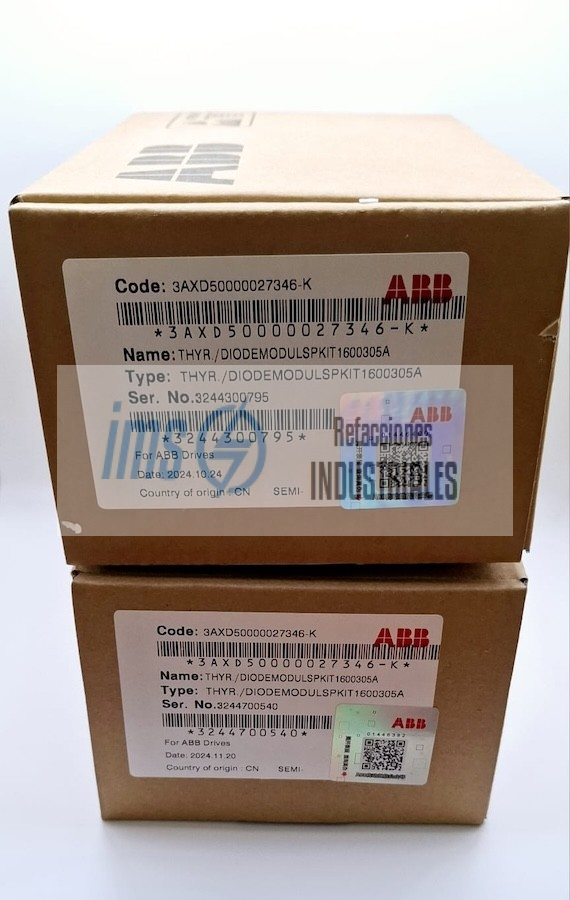 ABB
Code: 3AXD50000027346-K
ABB
*3AXD50000027346-K*
Name: THYR./DIODEMODULSPKIT1600305A
Type: THYR./DIODEMODULSPKIT1600305A
Ser. No.3244300795
ABB
*3244300795*
For ABB Drives
Date: 2024.10.24
Country of origin : CN SEMI-
ims
Refacciones
INDUSTRIALES
Code: 3AXD50000027346-K
ABB
*3AXD50000027346-K*
Name: THYR./DIODEMODULSPKIT1600305A
Type: THYR./DIODEMODULSPKIT1600305A
Ser. No.3244700540
ABB
*3244700540*
For ABB Drives
Date: 2024.11.20
Country of origin : CN SEMI-